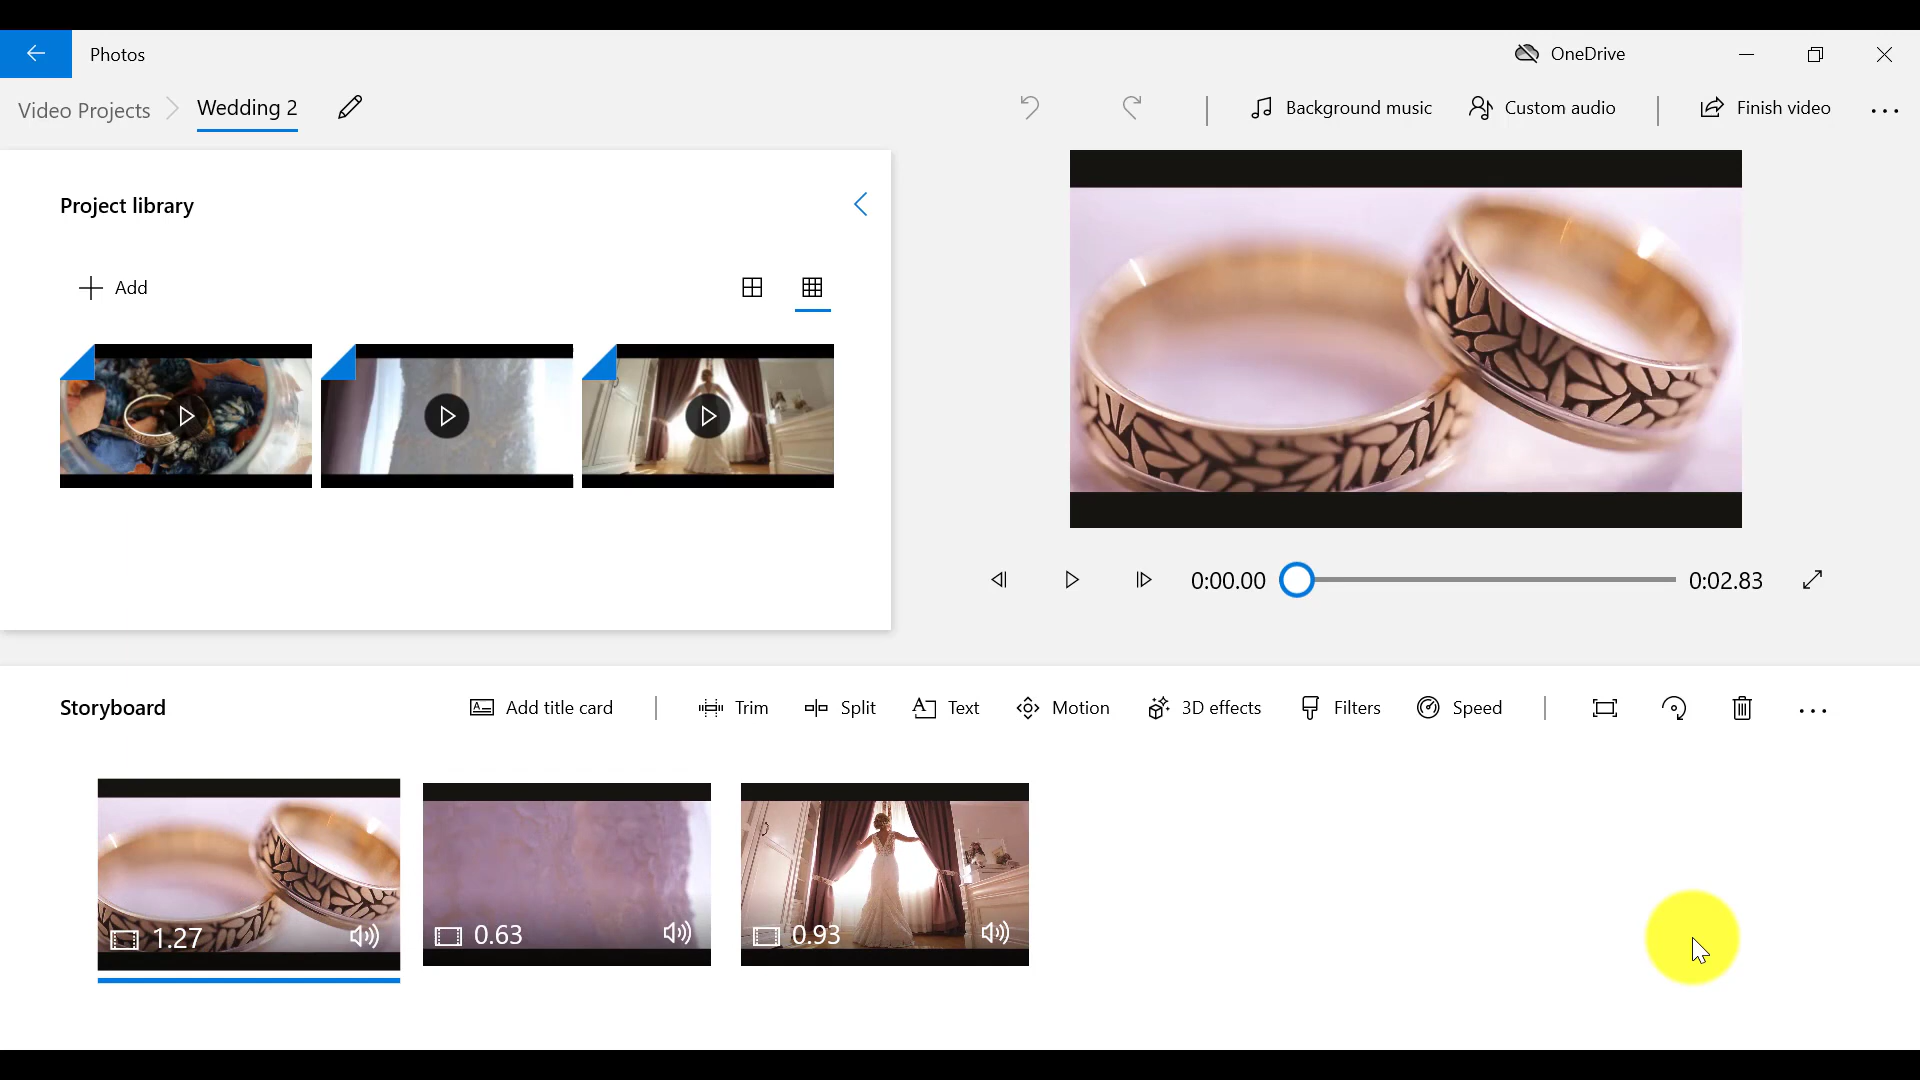 Photos
OneDrive
Video Projects
Wedding 2
Background music
Custom audio
Finish video
Project library
Add
0:00.00
0:02.83
Storyboard
Add title card
Trim
Split
Text
Motion
3D effects
Filters
Speed
1.27
0.63
0.93